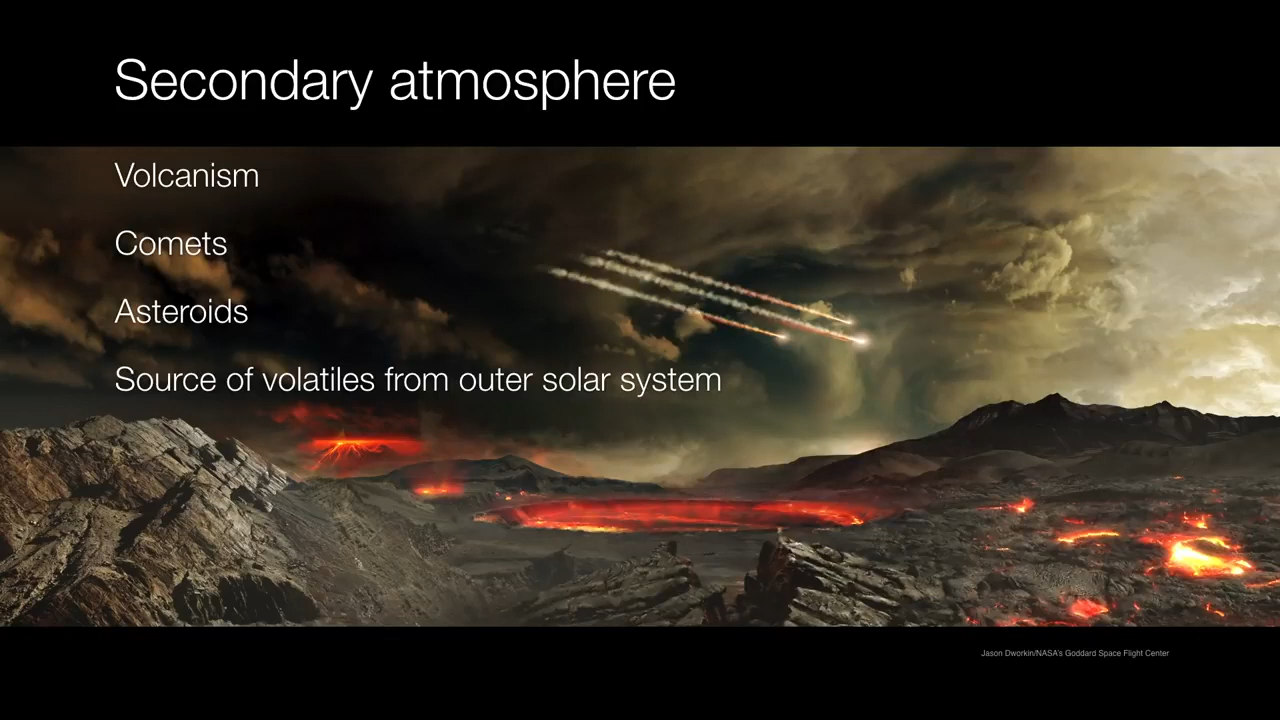 Secondary atmosphere
Volcanism
Comets
Asteroids
Source of volatiles from outer solar system
Jason Dworkin/NASA's Goddard Space Flight Center